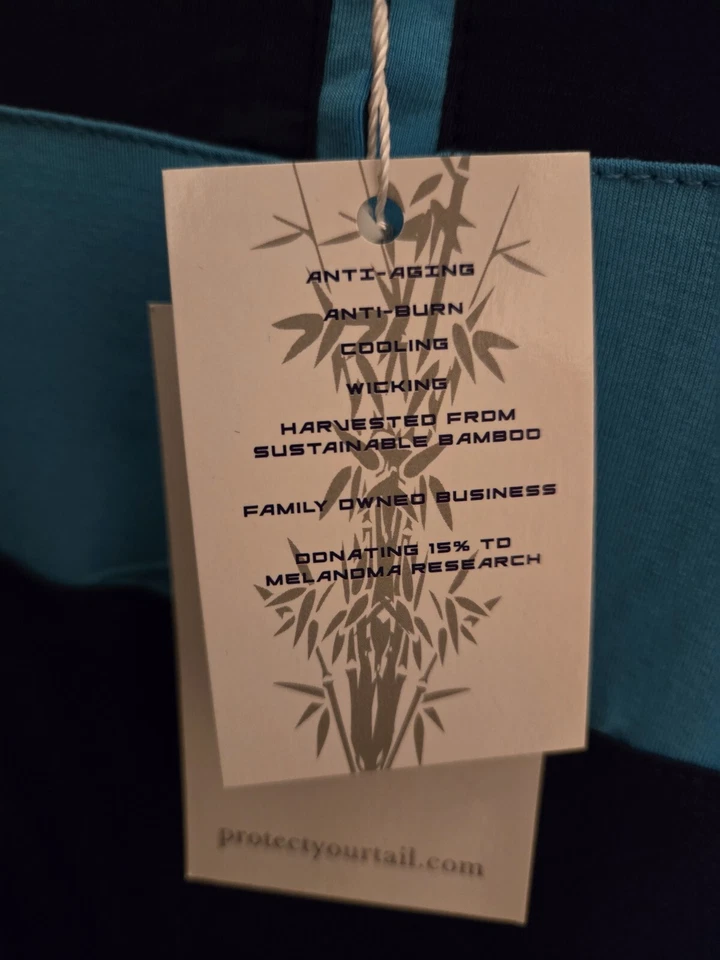 ANTI-AGING
ANTI-BURN
COOLING
WICKING
HARVESTED FROM
SUSTAINABLE BAMBOO
FAMILY OWNED BUSINESS
DONATING 15% TO
MELANOMA RESEARCH
protectyourtail.com